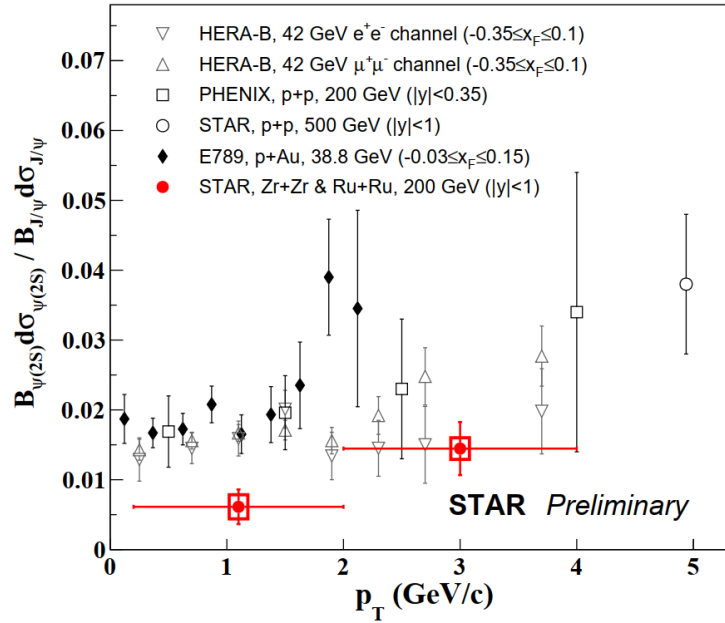 HERA-B, 42 GeV e⁺e⁻ channel (-0.35≤x_F≤0.1)
HERA-B, 42 GeV μ⁺μ⁻ channel (-0.35≤x_F≤0.1)
PHENIX, p+p, 200 GeV (|y|<0.35)
STAR, p+p, 500 GeV (|y|<1)
E789, p+Au, 38.8 GeV (-0.03≤x_F≤0.15)
STAR, Zr+Zr & Ru+Ru, 200 GeV (|y|<1)
B_ψ(2S)dσ_ψ(2S) / B_J/ψdσ_J/ψ
0.07
0.06
0.05
0.04
0.03
0.02
0.01
0
STAR Preliminary
0 1 2 3 4 5
p_T (GeV/c)